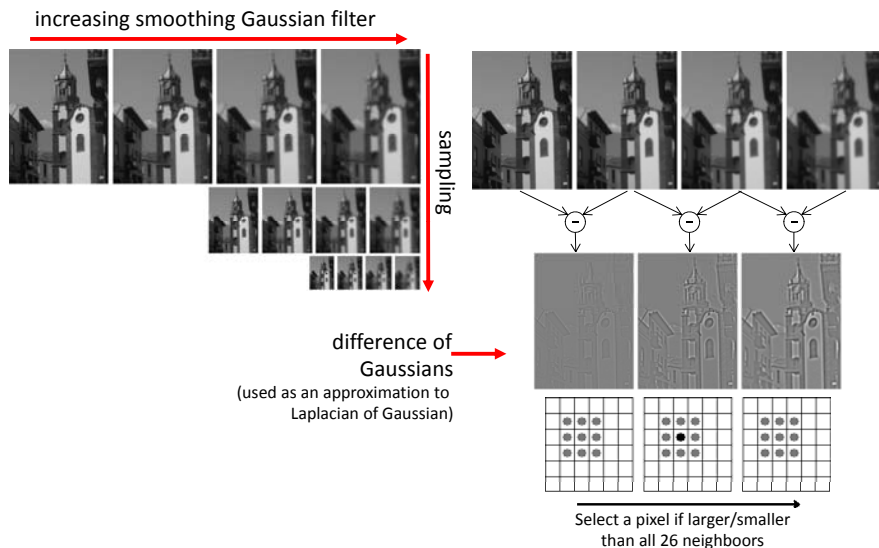 increasing smoothing Gaussian filter
sampling
difference of
Gaussians
(used as an approximation to
Laplacian of Gaussian)
-
-
-
Select a pixel if larger/smaller
than all 26 neighboors